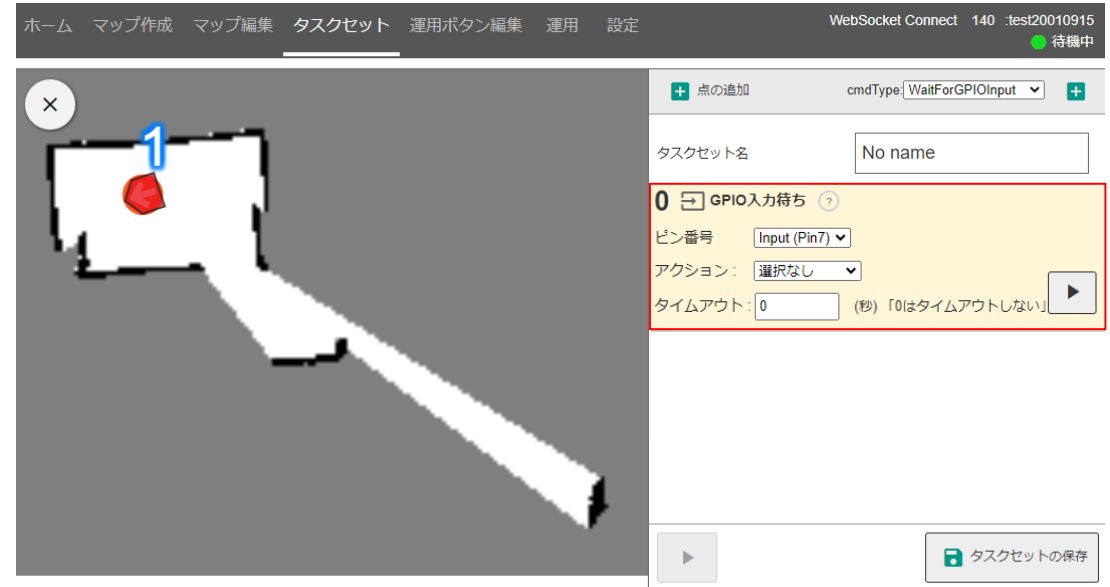 ホーム マップ作成 マップ編集 タスクセット 運用ボタン編集 運用 設定
WebSocket Connect 140 :test20010915
待機中
点の追加 cmdType: WaitForGPIOInput
1
タスクセット名 No name
0 GPIO入力待ち ?
ピン番号 Input (Pin7)
アクション : 選択なし
タイムアウト : 0 (秒) 「0はタイムアウトしない」
タスクセットの保存